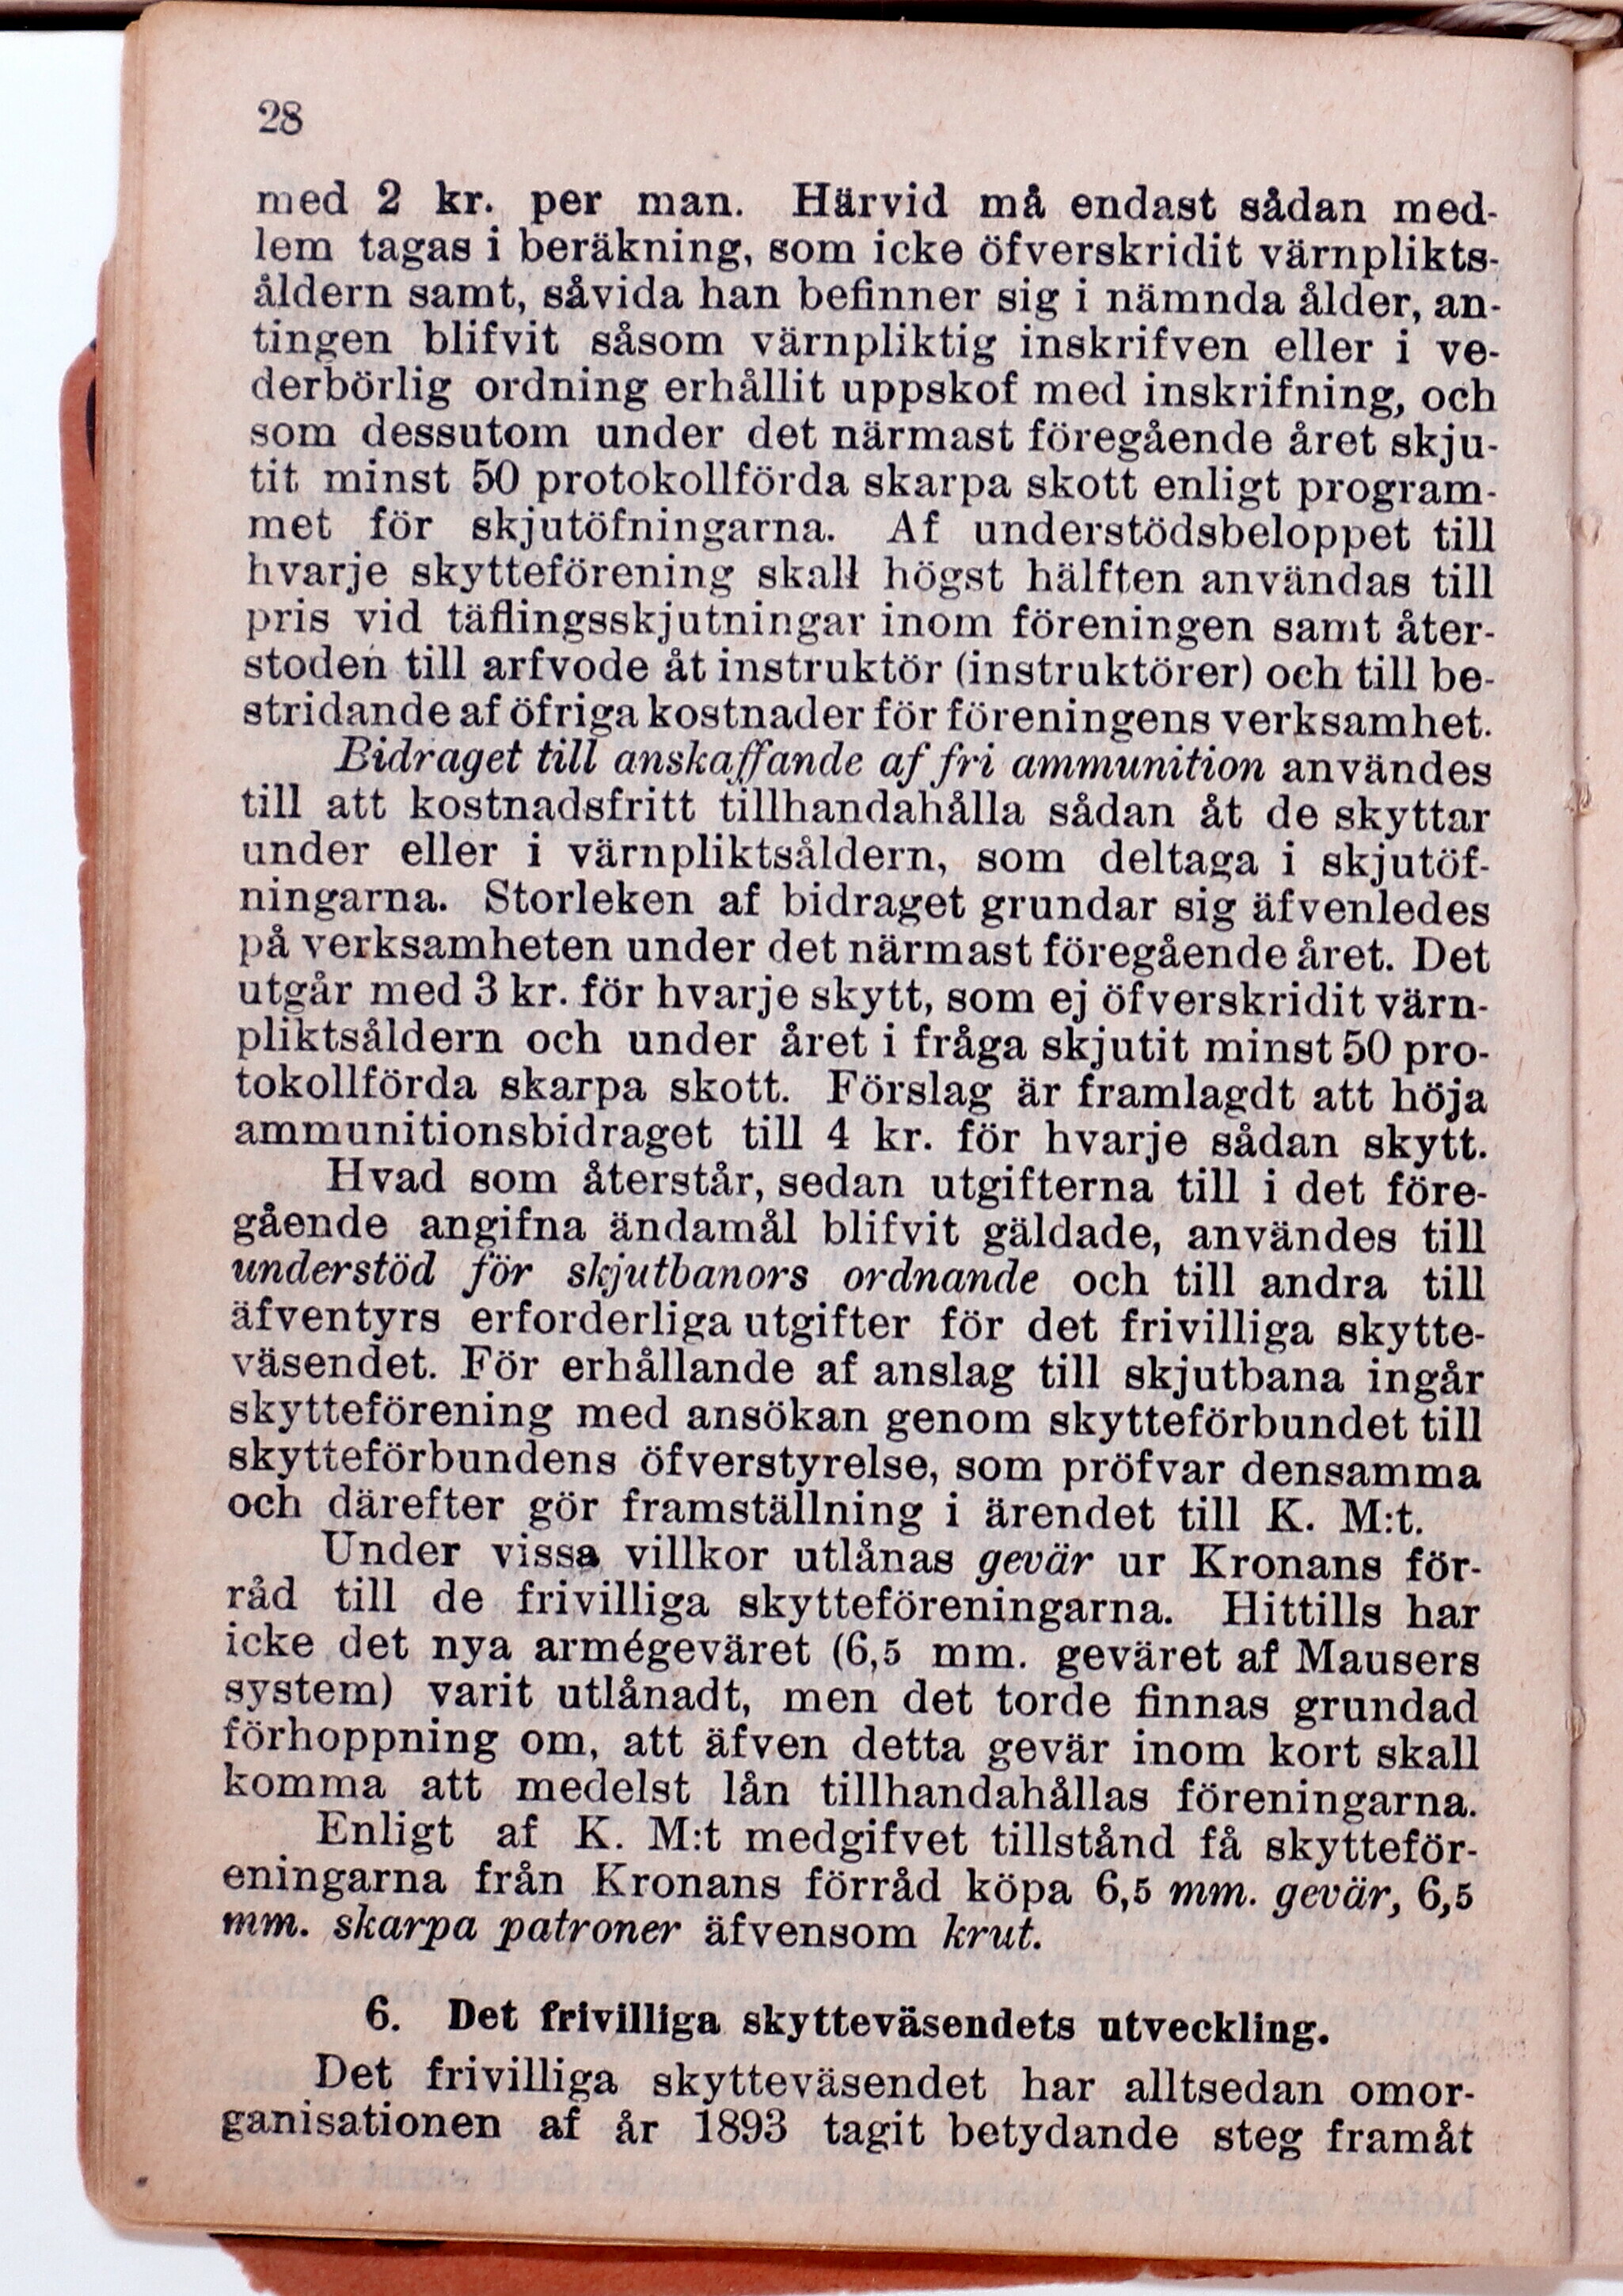 28
med 2 kr. per man. Härvid må endast sådan med-
lem tagas i beräkning, som icke öfverskridit värnplikts-
åldern samt, såvida han befinner sig i nämnda ålder, an-
tingen blifvit såsom värnpliktig inskrifven eller i ve-
derbörlig ordning erhållit uppskof med inskrifning, och
som dessutom under det närmast föregående året skju-
tit minst 50 protokollförda skarpa skott enligt program-
met för skjutöfningarna. Af understödsbeloppet till
hvarje skytteförening skall högst hälften användas till
pris vid täflingsskjutningar inom föreningen samt åter-
stoden till arfvode åt instruktör (instruktörer) och till be-
stridande af öfriga kostnader för föreningens verksamhet.
Bidraget till anskaffande af fri ammunition användes
till att kostnadsfritt tillhandahålla sådan åt de skyttar
under eller i värnpliktsåldern, som deltaga i skjutöf-
ningarna. Storleken af bidraget grundar sig äfvenledes
på verksamheten under det närmast föregående året. Det
utgår med 3 kr. för hvarje skytt, som ej öfverskridit värn-
pliktsåldern och under året i fråga skjutit minst 50 pro-
tokollförda skarpa skott. Förslag är framlagdt att höja
ammunitionsbidraget till 4 kr. för hvarje sådan skytt.
Hvad som återstår, sedan utgifterna till i det före-
gående angifna ändamål blifvit gäldade, användes till
understöd för skjutbanors ordnande och till andra till
äfventyrs erforderliga utgifter för det frivilliga skytte-
väsendet. För erhållande af anslag till skjutbana ingår
skytteförening med ansökan genom skytteförbundet till
skytteförbundens öfverstyrelse, som pröfvar densamma
och därefter gör framställning i ärendet till K. M:t.
Under vissa villkor utlånas gevär ur Kronans för-
råd till de frivilliga skytteföreningarna. Hittills har
icke det nya armégeväret (6,5 mm. geväret af Mausers
system) varit utlånadt, men det torde finnas grundad
förhoppning om, att äfven detta gevär inom kort skall
komma att medelst lån tillhandahållas föreningarna.
Enligt af K. M:t medgifvet tillstånd få skytteför-
eningarna från Kronans förråd köpa 6,5 mm. gevär, 6,5
mm. skarpa patroner äfvensom krut.
6. Det frivilliga skytteväsendets utveckling.
Det frivilliga skytteväsendet har alltsedan omor-
ganisationen af år 1893 tagit betydande steg framåt